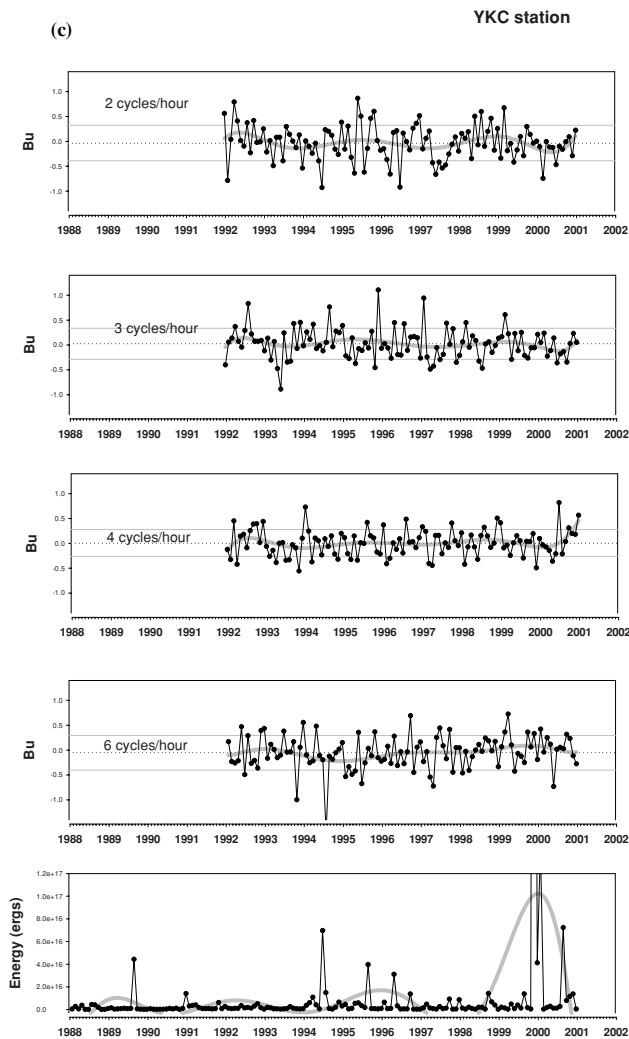 YKC station
(c)
1.0
2 cycles/hour
0.5
Bu
0.0
-0.5
-1.0
1988 1989 1990 1991 1992 1993 1994 1995 1996 1997 1998 1999 2000 2001 2002
1.0
3 cycles/hour
0.5
Bu
0.0
-0.5
-1.0
1988 1989 1990 1991 1992 1993 1994 1995 1996 1997 1998 1999 2000 2001 2002
1.0
0.5
4 cycles/hour
Bu
0.0
-0.5
-1.0
1988 1989 1990 1991 1992 1993 1994 1995 1996 1997 1998 1999 2000 2001 2002
1.0
0.5
6 cycles/hour
Bu
0.0
-0.5
-1.0
1988 1989 1990 1991 1992 1993 1994 1995 1996 1997 1998 1999 2000 2001 2002
1.2e+17
1.0e+17
8.0e+16
Energy (ergs)
6.0e+16
4.0e+16
2.0e+16
0.0
1988 1989 1990 1991 1992 1993 1994 1995 1996 1997 1998 1999 2000 2001 2002